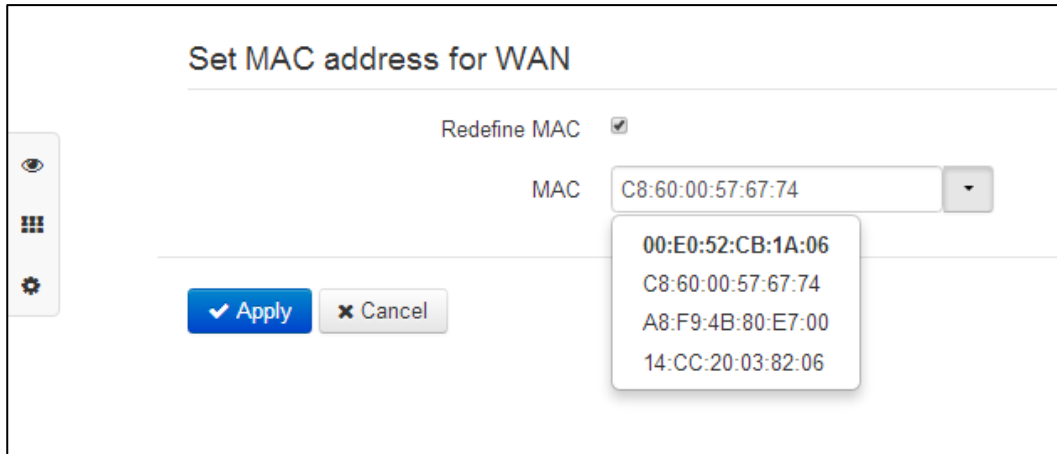 Set MAC address for WAN
Redefine MAC
MAC C8:60:00:57:67:74
00:E0:52:CB:1A:06
C8:60:00:57:67:74
A8:F9:4B:80:E7:00
14:CC:20:03:82:06
Apply Cancel